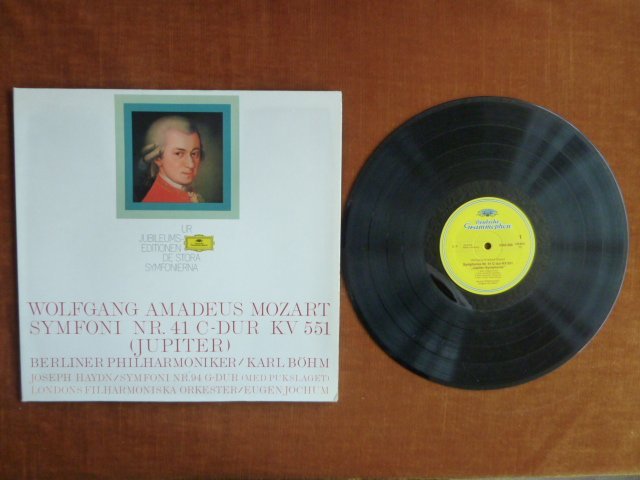 UR
JUBILEUMS-
EDITIONEN
DE STORA
SYMFONIERNA
WOLFGANG AMADEUS MOZART
SYMFONI NR. 41 C-DUR KV 551
(JUPITER)
BERLINER PHILHARMONIKER/KARL BÖHM
JOSEPH HAYDN/SYMFONI NR. 94 G-DUR (MED PUKSLAGET)
LONDONS FILHARMONISKA ORKESTER/EUGEN JOCHUM
Deutsche
Grammophon
1